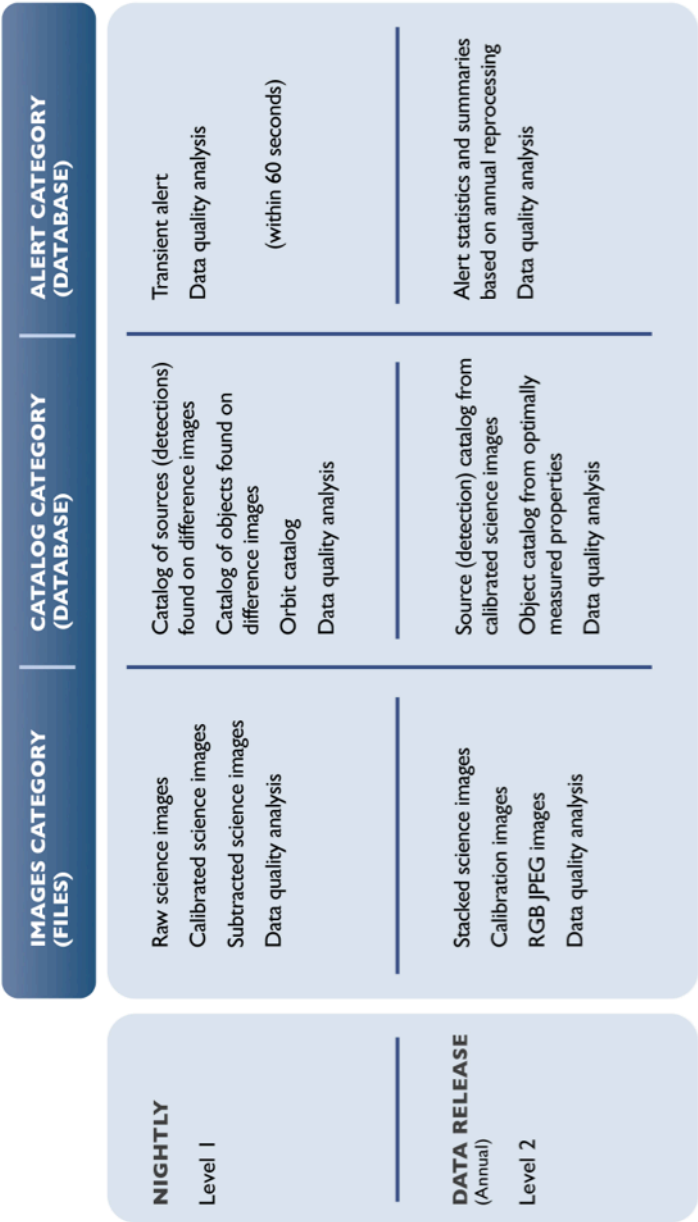 IMAGES CATEGORY
(FILES)
CATALOG CATEGORY
(DATABASE)
ALERT CATEGORY
(DATABASE)
NIGHTLY
Level 1
Raw science images
Calibrated science images
Subtracted science images
Data quality analysis
Catalog of sources (detections)
found on difference images
Catalog of objects found on
difference images
Orbit catalog
Data quality analysis
Transient alert
Data quality analysis
(within 60 seconds)
DATA RELEASE
(Annual)
Level 2
Stacked science images
Calibration images
RGB JPEG images
Data quality analysis
Source (detection) catalog from
calibrated science images
Object catalog from optimally
measured properties
Data quality analysis
Alert statistics and summaries
based on annual reprocessing
Data quality analysis